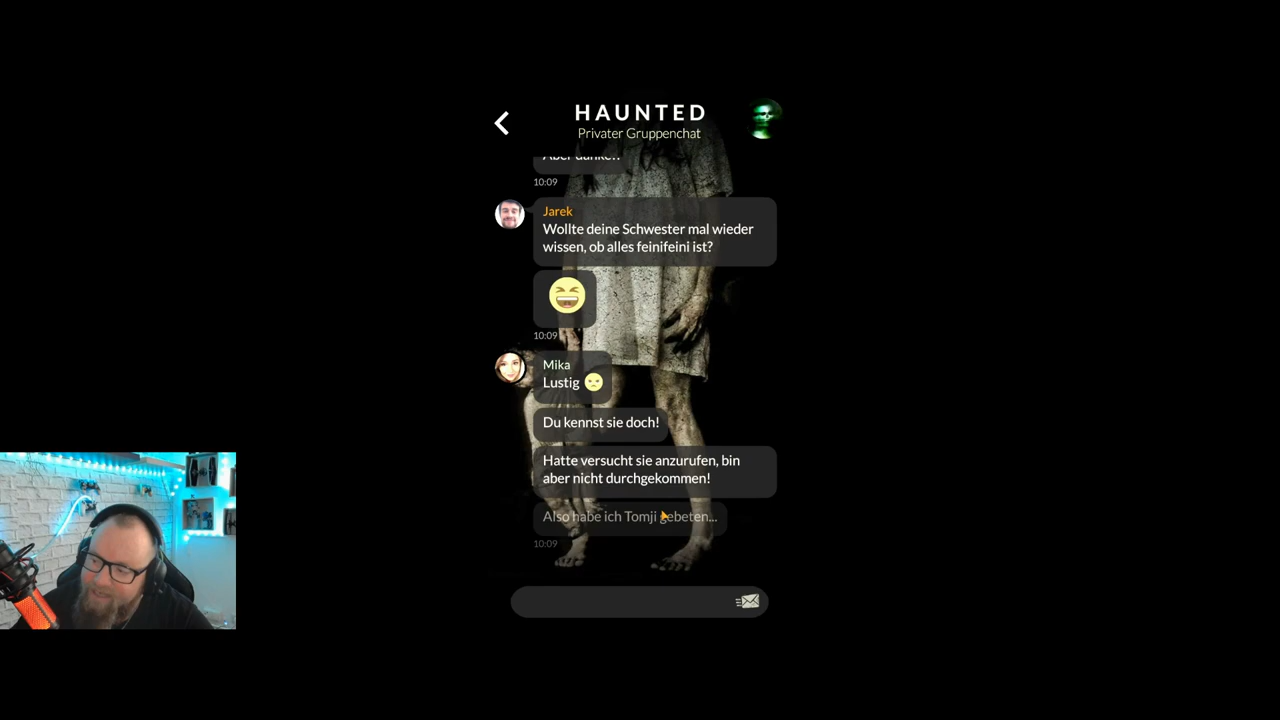 HAUNTED
Privater Gruppenchat
Aber danke!!
10:09
Jarek
Wollte deine Schwester mal wieder
wissen, ob alles feinifeini ist?
10:09
Mika
Lustig
Du kennst sie doch!
Hatte versucht sie anzurufen, bin
aber nicht durchgekommen!
Also habe ich Tomji gebeten...
10:09